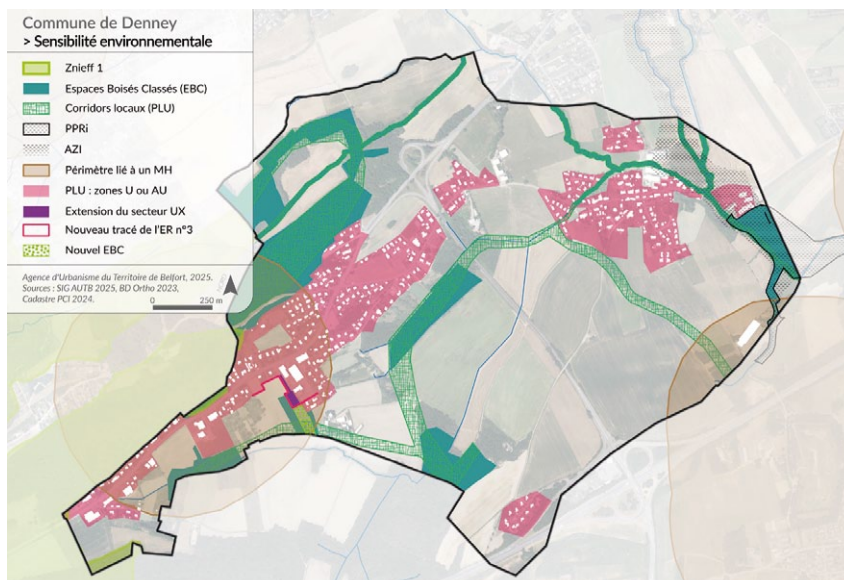 Commune de Denney
> Sensibilité environnementale
Znieff 1
Espaces Boisés Classés (EBC)
Corridors locaux (PLU)
PPRi
AZI
Périmètre lié à un MH
PLU : zones U ou AU
Extension du secteur UX
Nouveau tracé de l'ER n°3
Nouvel EBC
Agence d'Urbanisme du Territoire de Belfort, 2025.
Sources : SIG AUTB 2025, BD Ortho 2023,
Cadastre PCI 2024.
NORD
0 250 m